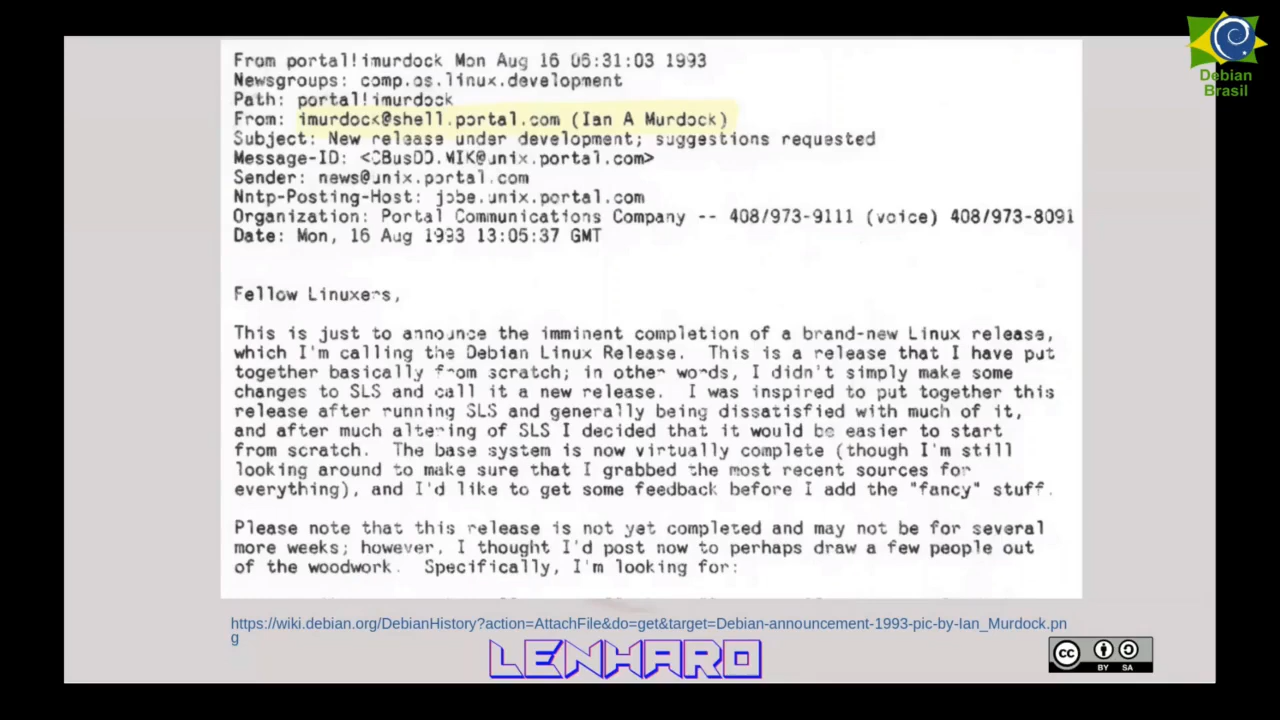 Debian
Brasil
From portal!imurdock Mon Aug 16 06:31:03 1993
Newsgroups: comp.os.linux.development
Path: portal!imurdock
From: imurdock@shell.portal.com (Ian A Murdock)
Subject: New release under development; suggestions requested
Message-ID: <CBusDD.MIK@unix.portal.com>
Sender: news@unix.portal.com
Nntp-Posting-Host: jobe.unix.portal.com
Organization: Portal Communications Company -- 408/973-9111 (voice) 408/973-8091
Date: Mon, 16 Aug 1993 13:05:37 GMT
Fellow Linuxers,
This is just to announce the imminent completion of a brand-new Linux release,
which I'm calling the Debian Linux Release.  This is a release that I have put
together basically from scratch; in other words, I didn't simply make some
changes to SLS and call it a new release.  I was inspired to put together this
release after running SLS and generally being dissatisfied with much of it,
and after much altering of SLS I decided that it would be easier to start
from scratch.  The base system is now virtually complete (though I'm still
looking around to make sure that I grabbed the most recent sources for
everything), and I'd like to get some feedback before I add the "fancy" stuff.
Please note that this release is not yet completed and may not be for several
more weeks; however, I thought I'd post now to perhaps draw a few people out
of the woodwork.  Specifically, I'm looking for:
https://wiki.debian.org/DebianHistory?action=AttachFile&do=get&target=Debian-announcement-1993-pic-by-Ian_Murdock.pn
g
LENHARO
cc BY SA